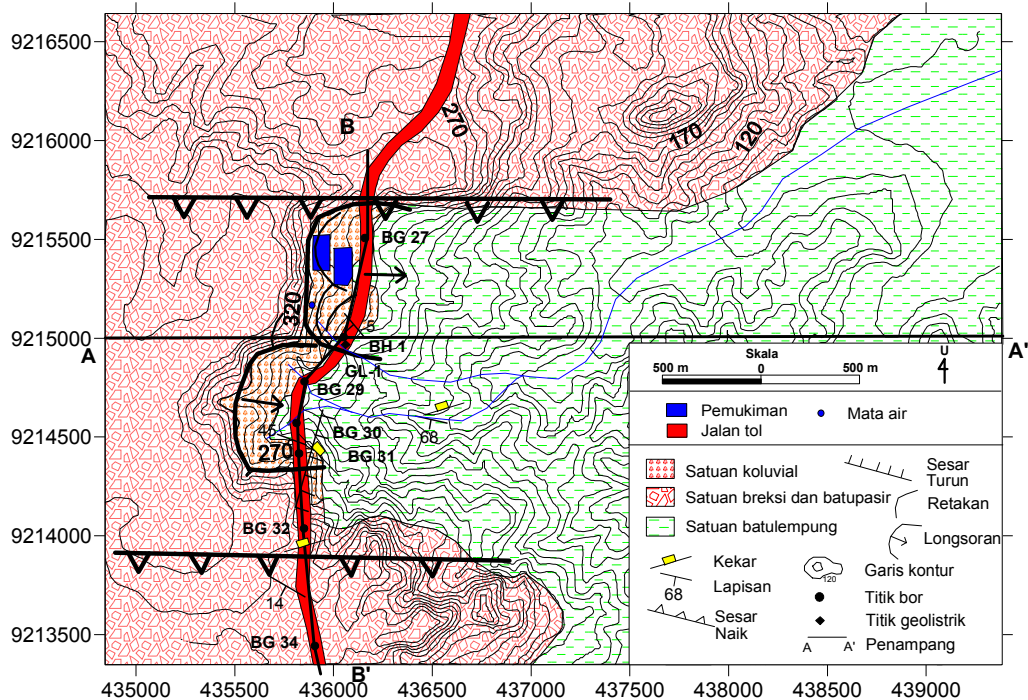 9216500
9216000
9215500
9215000
9214500
9214000
9213500
B
270
170
120
BG 27
320
5
A
BH 1
A'
GL-1
BG 29
BG 30
45
68
270
BG 31
BG 32
14
BG 34
B'
Skala
500 m 0 500 m
U
4
Pemukiman
Mata air
Jalan tol
Satuan koluvial
Satuan breksi dan batupasir
Satuan batulempung
Sesar
Turun
Retakan
Longsoran
Kekar
Lapisan
68
Sesar
Naik
Garis kontur
120
Titik bor
Titik geolistrik
A A' Penampang
435000 435500 436000 436500 437000 437500 438000 438500 439000